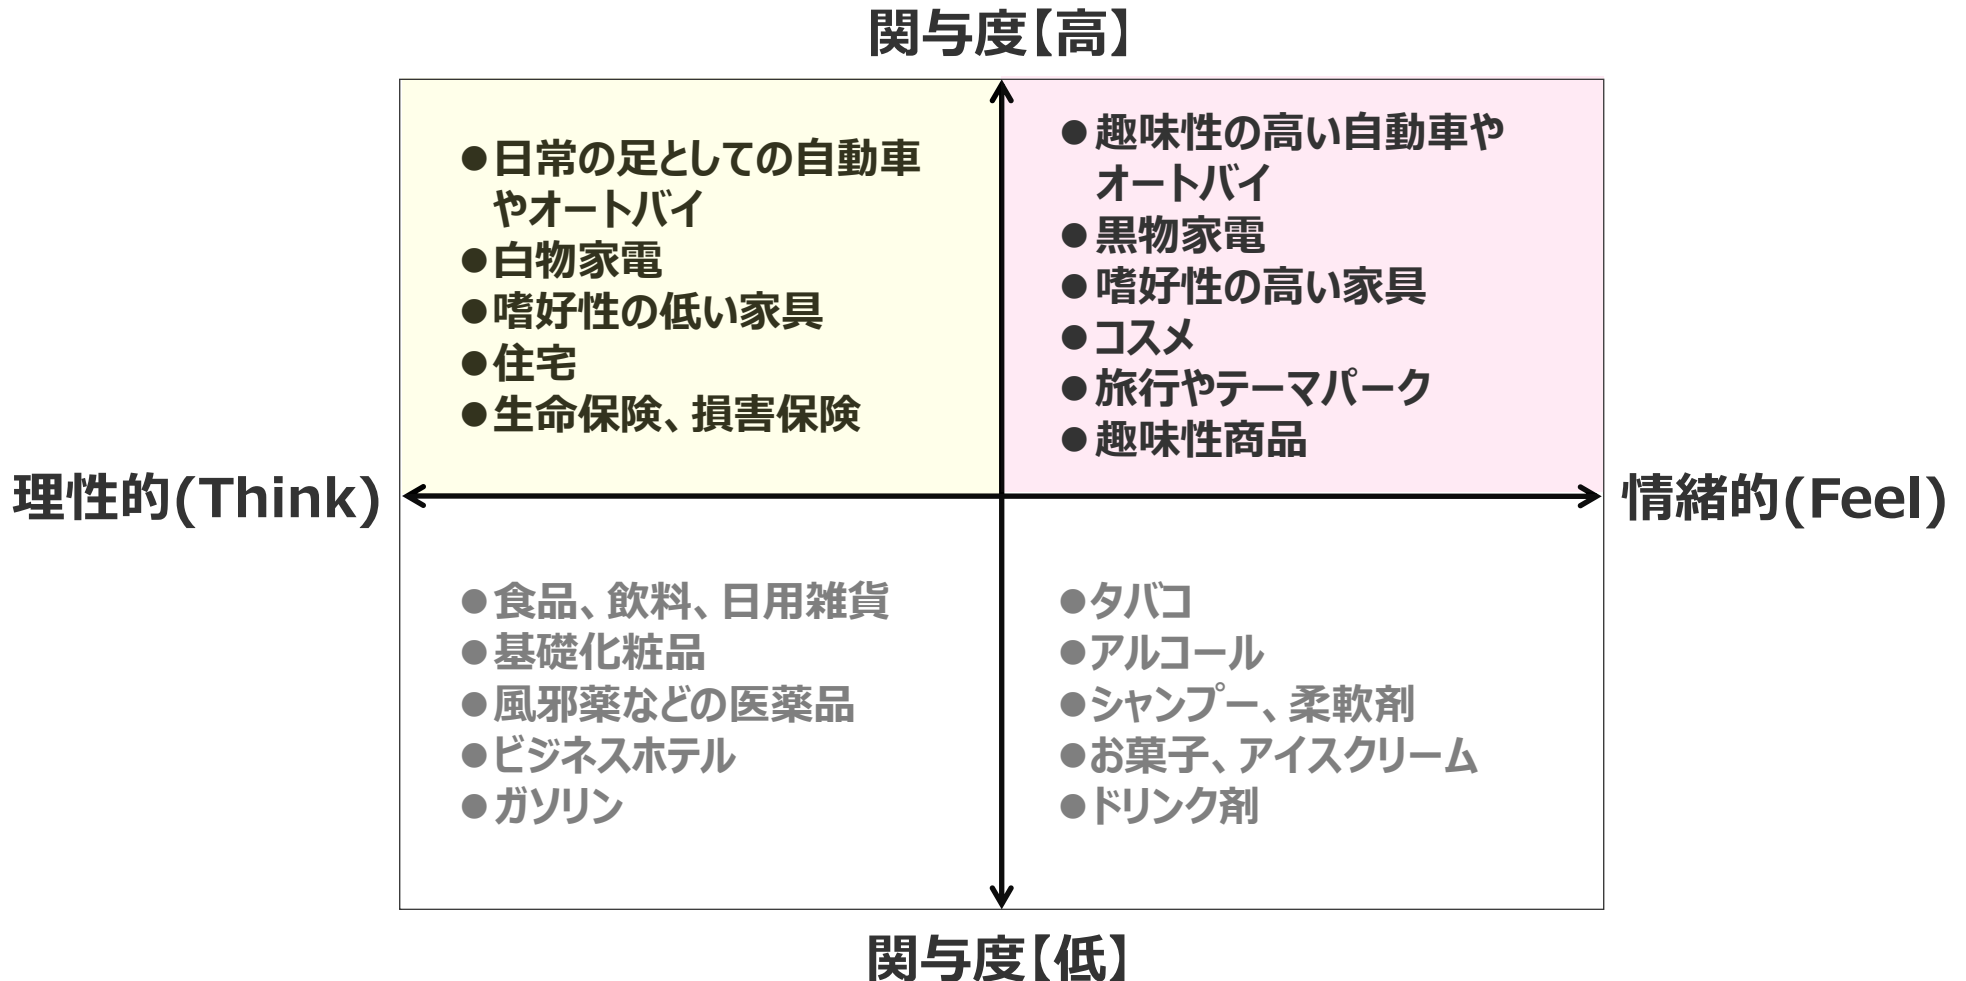 関与度【高】
●日常の足としての自動車
やオートバイ
●白物家電
●嗜好性の低い家具
●住宅
●生命保険、損害保険
●趣味性の高い自動車や
オートバイ
●黒物家電
●嗜好性の高い家具
●コスメ
●旅行やテーマパーク
●趣味性商品
理性的(Think)
情緒的(Feel)
●食品、飲料、日用雑貨
●基礎化粧品
●風邪薬などの医薬品
●ビジネスホテル
●ガソリン
●タバコ
●アルコール
●シャンプー、柔軟剤
●お菓子、アイスクリーム
●ドリンク剤
関与度【低】